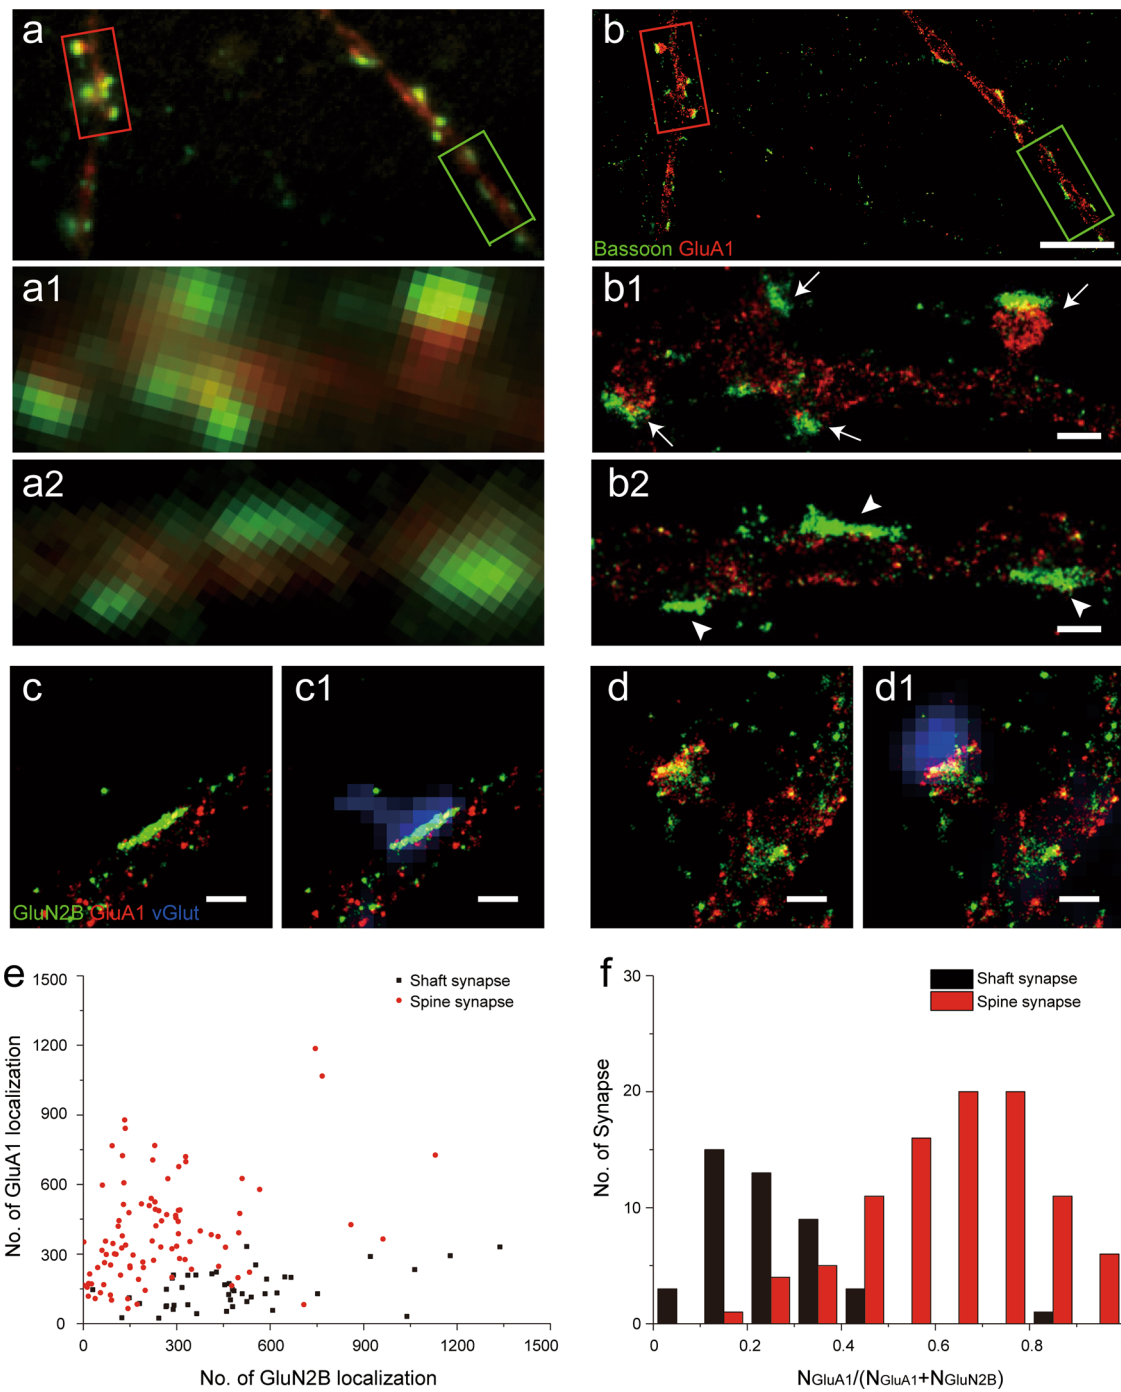 a
b
Bassoon GluA1
a1
b1
a2
b2
c
c1
d
d1
GluN2B GluA1 vGlut
e
1500
1200
900
600
300
0
0
300
600
900
1200
1500
No. of GluA1 localization
No. of GluN2B localization
Shaft synapse
Spine synapse
f
30
20
10
0
0
0.2
0.4
0.6
0.8
No. of Synapse
NGluA1/(NGluA1+NGluN2B)
Shaft synapse
Spine synapse